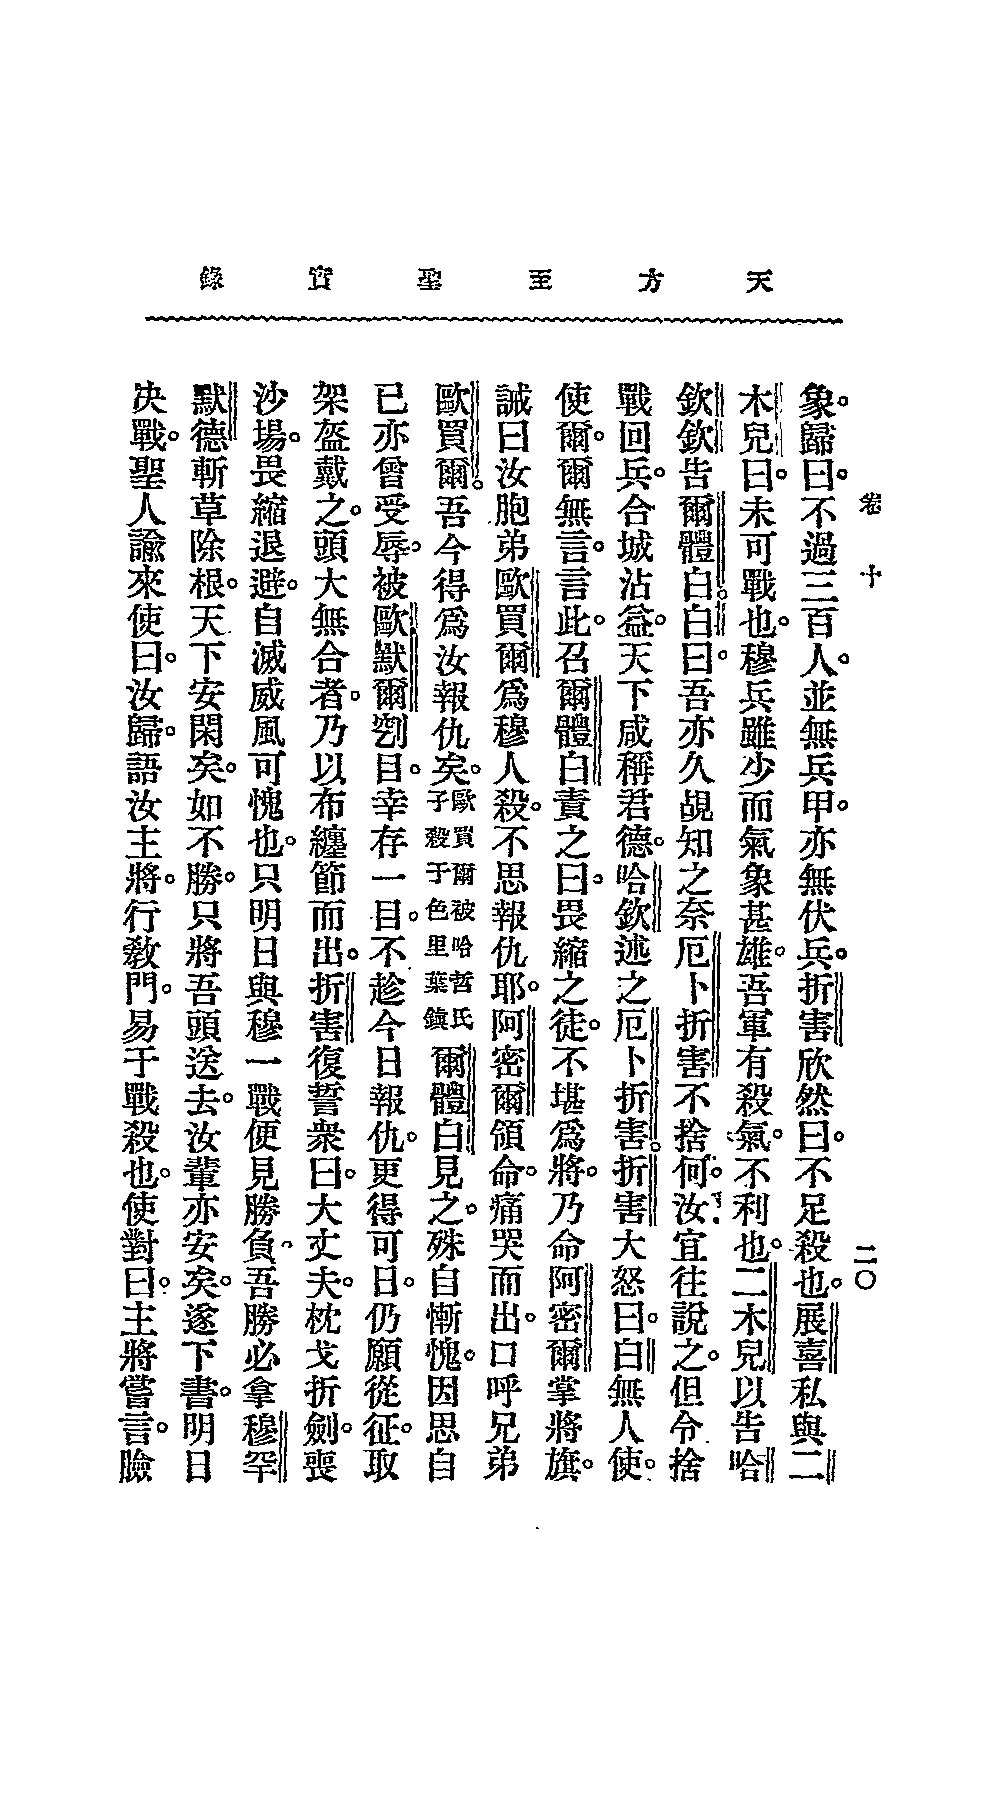 天方至聖實錄
卷十
二〇
象。歸曰。不過三百人。並無兵甲。亦無伏兵。折害欣然曰。不足殺也。展喜私與二
木兒曰。未可戰也。穆兵雖少而氣象甚雄。吾軍有殺氣。不利也。二木兒以告哈
欽欽告爾體白。白曰。吾亦久覘知之奈厄卜折害不捨何。汝宜往說之。但令捨
戰回兵。合城沾益。天下咸稱君德。哈欽述之厄卜折害。折害大怒曰。白無人使。
使爾。爾無言。言此。召爾體白責之曰。畏縮之徒。不堪爲將。乃命阿密爾掌將旗。
誡曰汝胞弟歐買爾爲穆人殺。不思報仇耶。阿密爾領命。痛哭而出。口呼兄弟
歐買爾。吾今得爲汝報仇矣。歐買爾被哈哲氏子殺于色里葉鎮爾體白見之。殊自慚愧。因思自
已亦曾受辱。被歐默爾剜目。幸存一目。不趁今日報仇。更得可日。仍願從征。取
架盔戴之。頭大無合者。乃以布纏節而出。折害復誓衆曰。大丈夫。枕戈折劍。喪
沙場。畏縮退避。自滅威風可愧也。只明日與穆一戰便見勝負。吾勝必拿穆罕
默德斬草除根。天下安閑矣。如不勝。只將吾頭送去。汝輩亦安矣。遂下書。明日
决戰。聖人諭來使曰。汝歸。語汝主將。行教門。易于戰殺也。使對曰。主將嘗言。臉